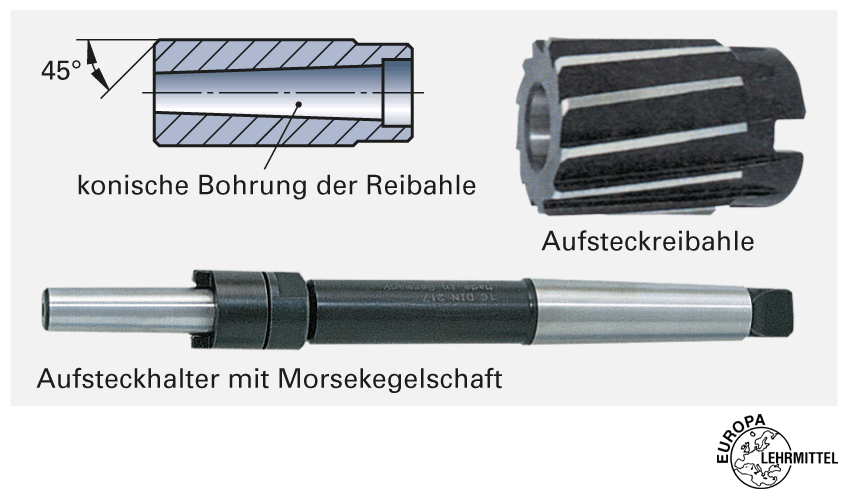 45°
konische Bohrung der Reibahle
Aufsteckreibahle
1C DIN 217
Made in Germany
Aufsteckhalter mit Morsekegelschaft
EUROPA
LEHRMITTEL